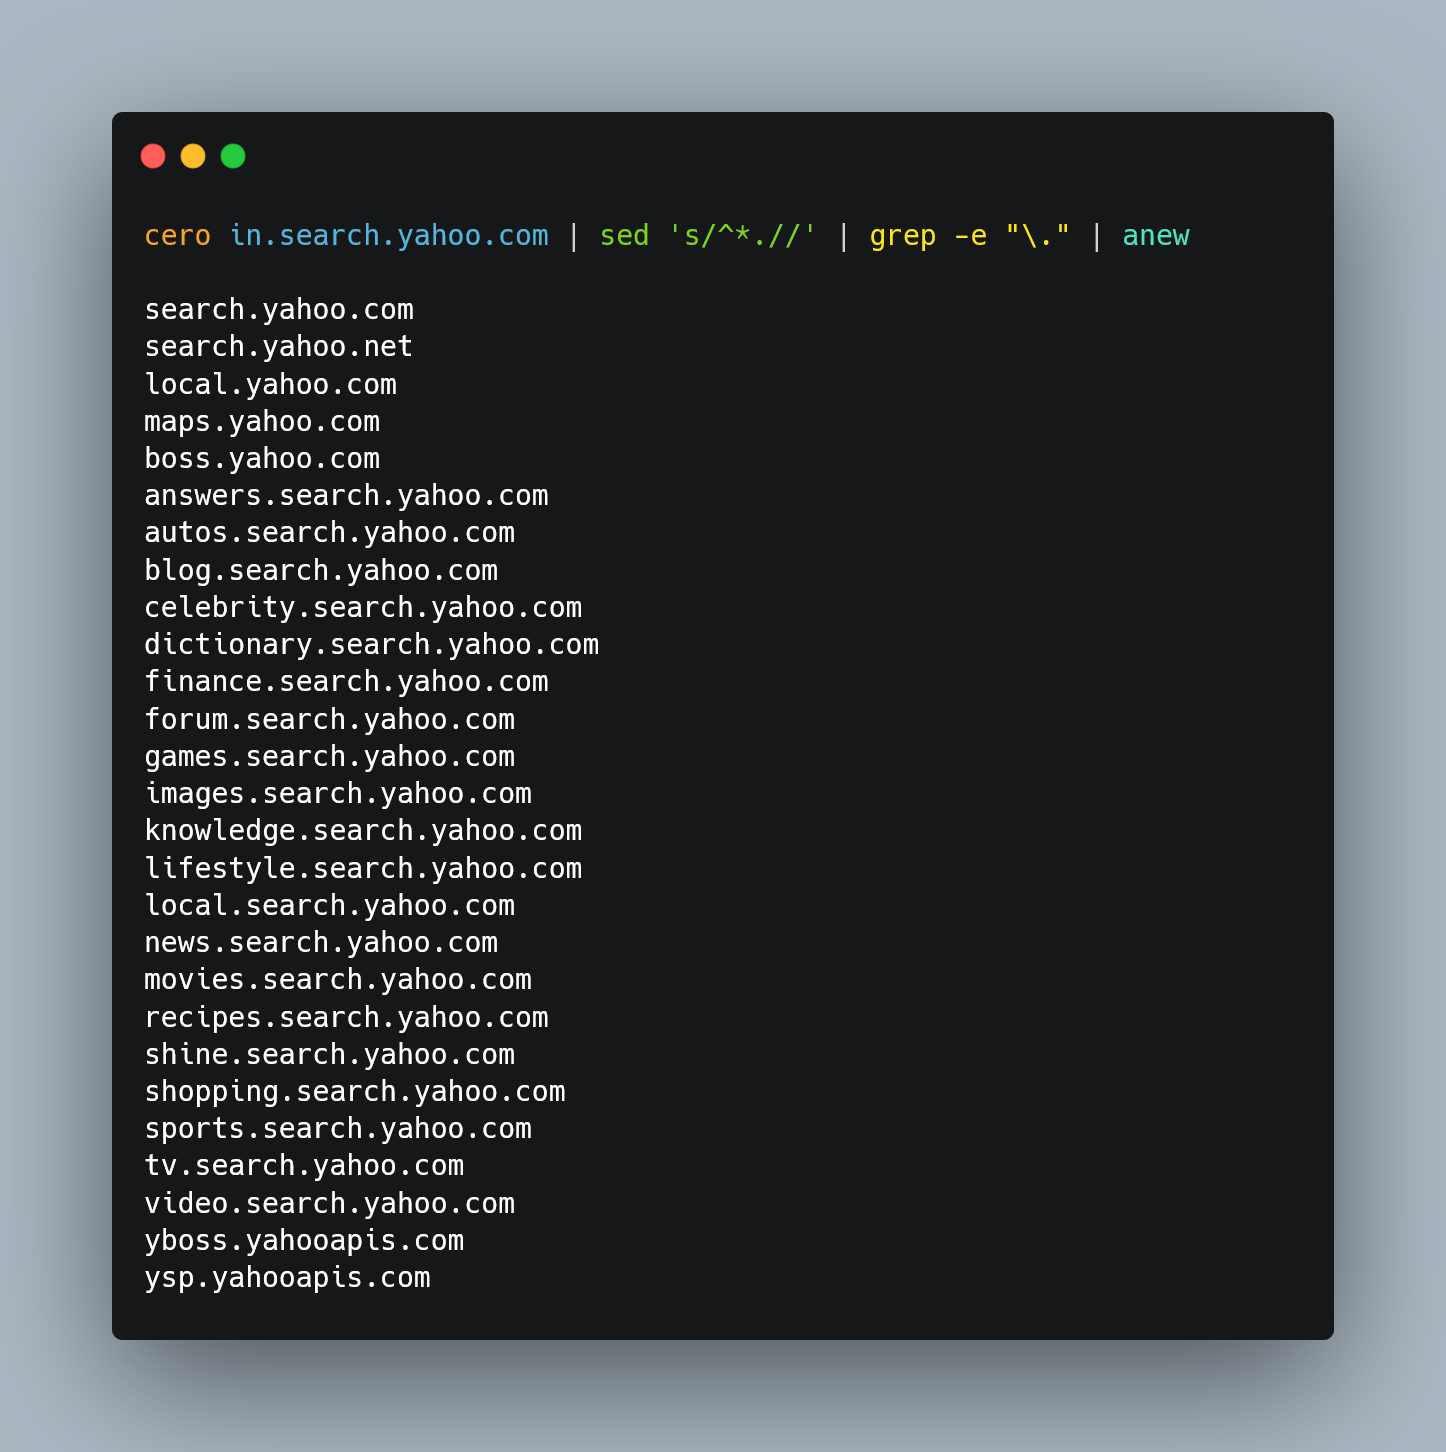 cero in.search.yahoo.com | sed 's/^*.//' | grep -e "\." | anew
search.yahoo.com
search.yahoo.net
local.yahoo.com
maps.yahoo.com
boss.yahoo.com
answers.search.yahoo.com
autos.search.yahoo.com
blog.search.yahoo.com
celebrity.search.yahoo.com
dictionary.search.yahoo.com
finance.search.yahoo.com
forum.search.yahoo.com
games.search.yahoo.com
images.search.yahoo.com
knowledge.search.yahoo.com
lifestyle.search.yahoo.com
local.search.yahoo.com
news.search.yahoo.com
movies.search.yahoo.com
recipes.search.yahoo.com
shine.search.yahoo.com
shopping.search.yahoo.com
sports.search.yahoo.com
tv.search.yahoo.com
video.search.yahoo.com
yboss.yahooapis.com
ysp.yahooapis.com